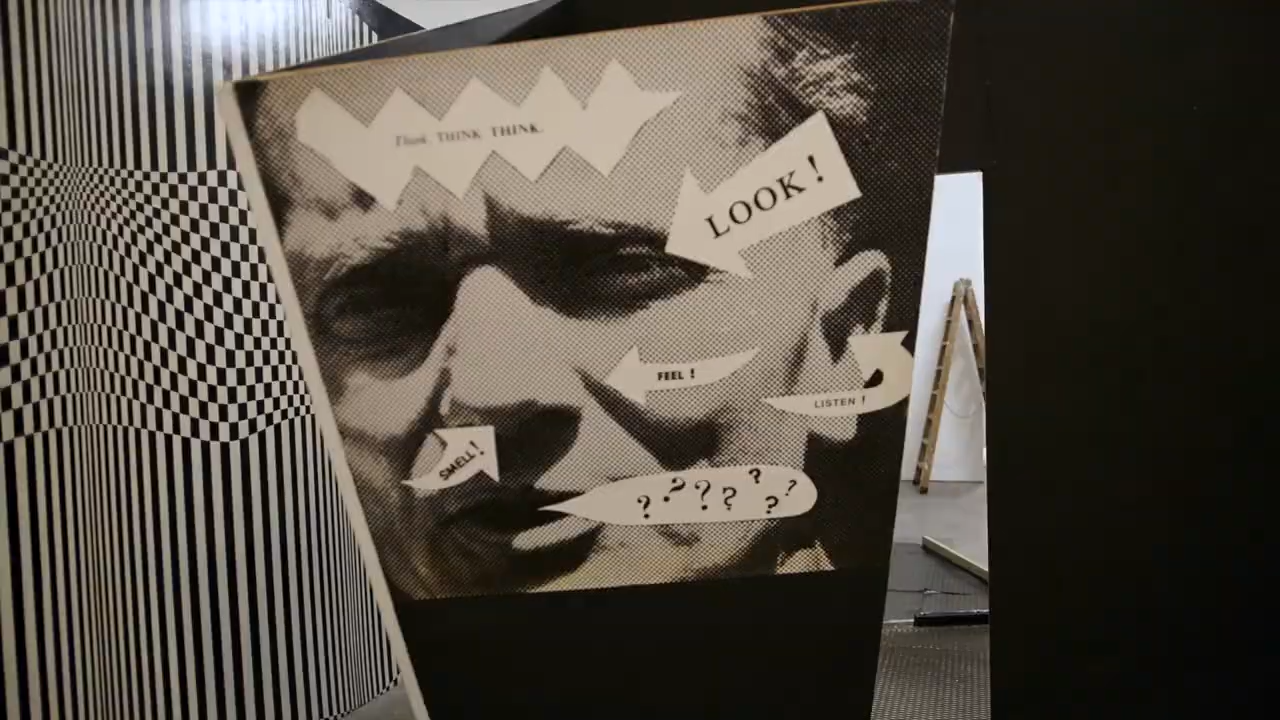 Think THINK THINK.
LOOK!
FEEL !
LISTEN !
SMELL!
? ? ? ? ? ? ?